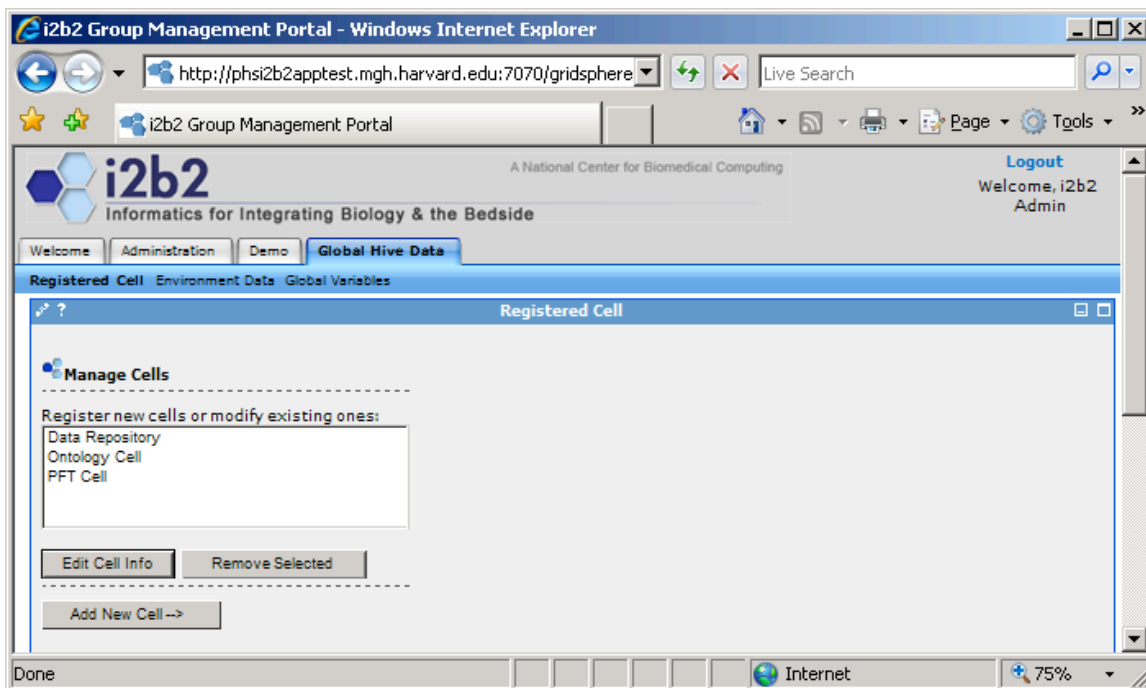 i2b2 Group Management Portal - Windows Internet Explorer
http://phsi2b2apptest.mgh.harvard.edu:7070/gridsphere
Live Search
i2b2 Group Management Portal
Page
Tools
»
i2b2
A National Center for Biomedical Computing
Informatics for Integrating Biology & the Bedside
Logout
Welcome, i2b2
Admin
Welcome Administration Demo Global Hive Data
Registered Cell Environment Data Global Variables
? Registered Cell
Manage Cells
Register new cells or modify existing ones:
Data Repository
Ontology Cell
PFT Cell
Edit Cell Info Remove Selected
Add New Cell-->
Done Internet 75%